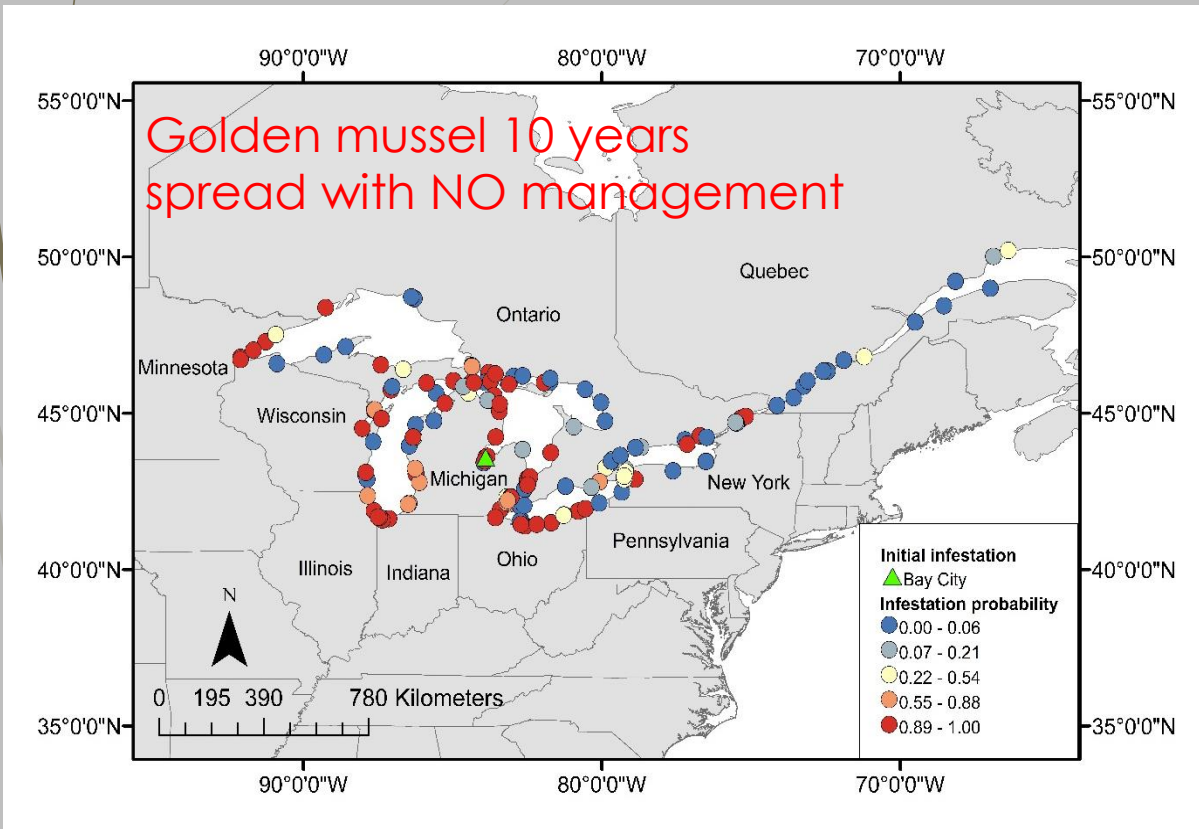 90°0'0"W 80°0'0"W 70°0'0"W
55°0'0"N 55°0'0"N
Golden mussel 10 years
spread with NO management
50°0'0"N 50°0'0"N
Quebec
Ontario
Minnesota
45°0'0"N 45°0'0"N
Wisconsin
Michigan
New York
Pennsylvania
Illinois
Indiana
Ohio
40°0'0"N 40°0'0"N
N
0 195 390 780 Kilometers
35°0'0"N 35°0'0"N
Initial infestation
Bay City
Infestation probability
0.00 - 0.06
0.07 - 0.21
0.22 - 0.54
0.55 - 0.88
0.89 - 1.00
90°0'0"W 80°0'0"W 70°0'0"W